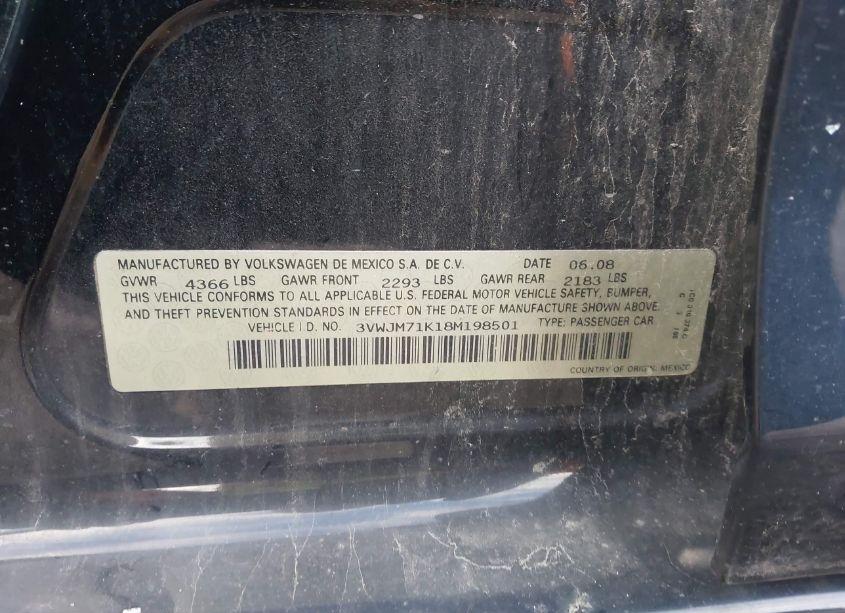 MANUFACTURED BY VOLKSWAGEN DE MEXICO S.A. DE C.V. DATE 06.08
GVWR 4366 LBS GAWR FRONT 2293 LBS GAWR REAR 2183 LBS
THIS VEHICLE CONFORMS TO ALL APPLICABLE U.S. FEDERAL MOTOR VEHICLE SAFETY, BUMPER,
AND THEFT PREVENTION STANDARDS IN EFFECT ON THE DATE OF MANUFACTURE SHOWN ABOVE.
VEHICLE I.D. NO. 3VWJM71K18M198501 TYPE: PASSENGER CAR
COUNTRY OF ORIGIN: MEXICO